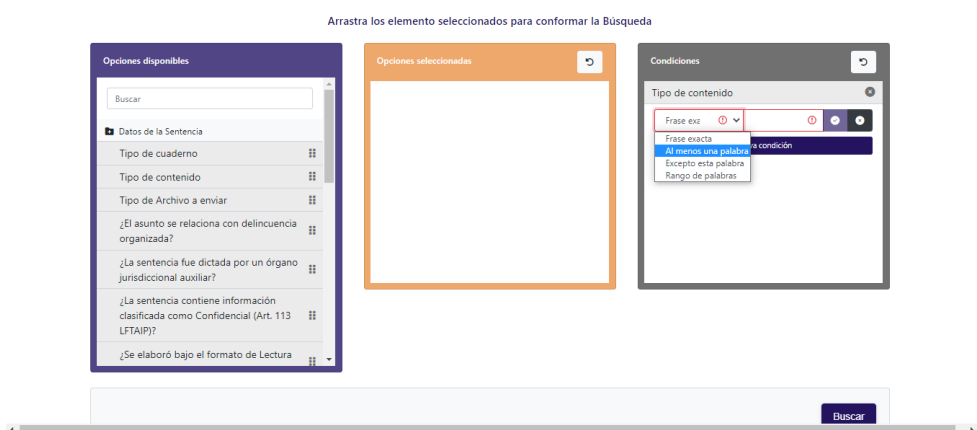 Arrastra los elemento seleccionados para conformar la Búsqueda
Opciones disponibles
Buscar
Datos de la Sentencia
Tipo de cuaderno
Tipo de contenido
Tipo de Archivo a enviar
¿El asunto se relaciona con delincuencia
organizada?
¿La sentencia fue dictada por un órgano
jurisdiccional auxiliar?
¿La sentencia contiene información
clasificada como Confidencial (Art. 113
LFTAIP)?
¿Se elaboró bajo el formato de Lectura
Opciones seleccionadas
Condiciones
Tipo de contenido
Frase exa
Frase exacta
Al menos una palabra
Excepto esta palabra
Rango de palabras
condición
Buscar